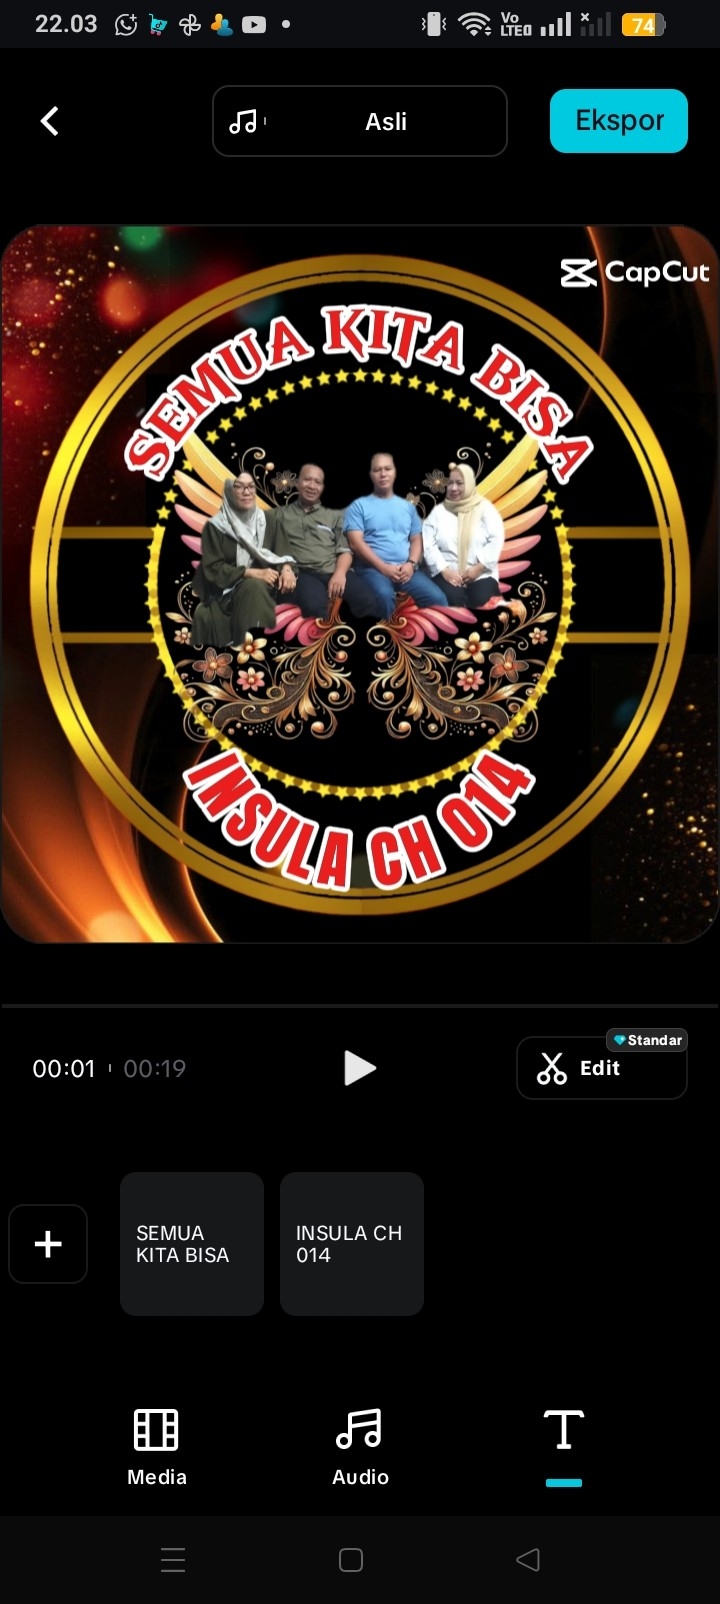 22.03
Vo
LTE
74
Asli
Ekspor
CapCut
SEMUA KITA BISA
INSULA CH 014
00:01
00:19
Standar
Edit
SEMUA
KITA BISA
INSULA CH
014
Media
Audio